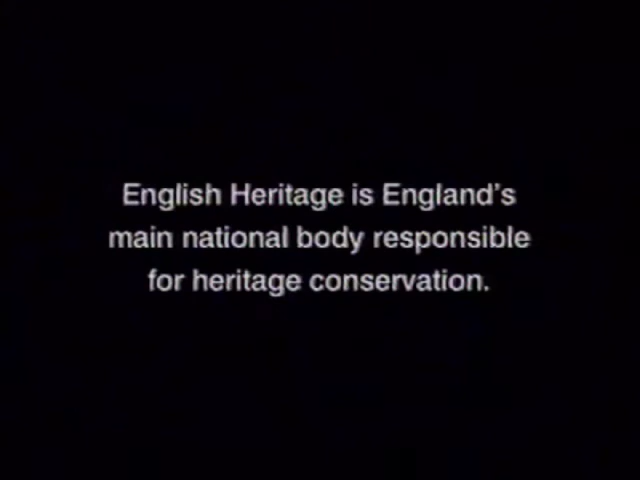 English Heritage is England's
main national body responsible
for heritage conservation.